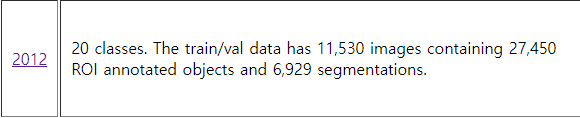 2012
20 classes. The train/val data has 11,530 images containing 27,450
ROI annotated objects and 6,929 segmentations.